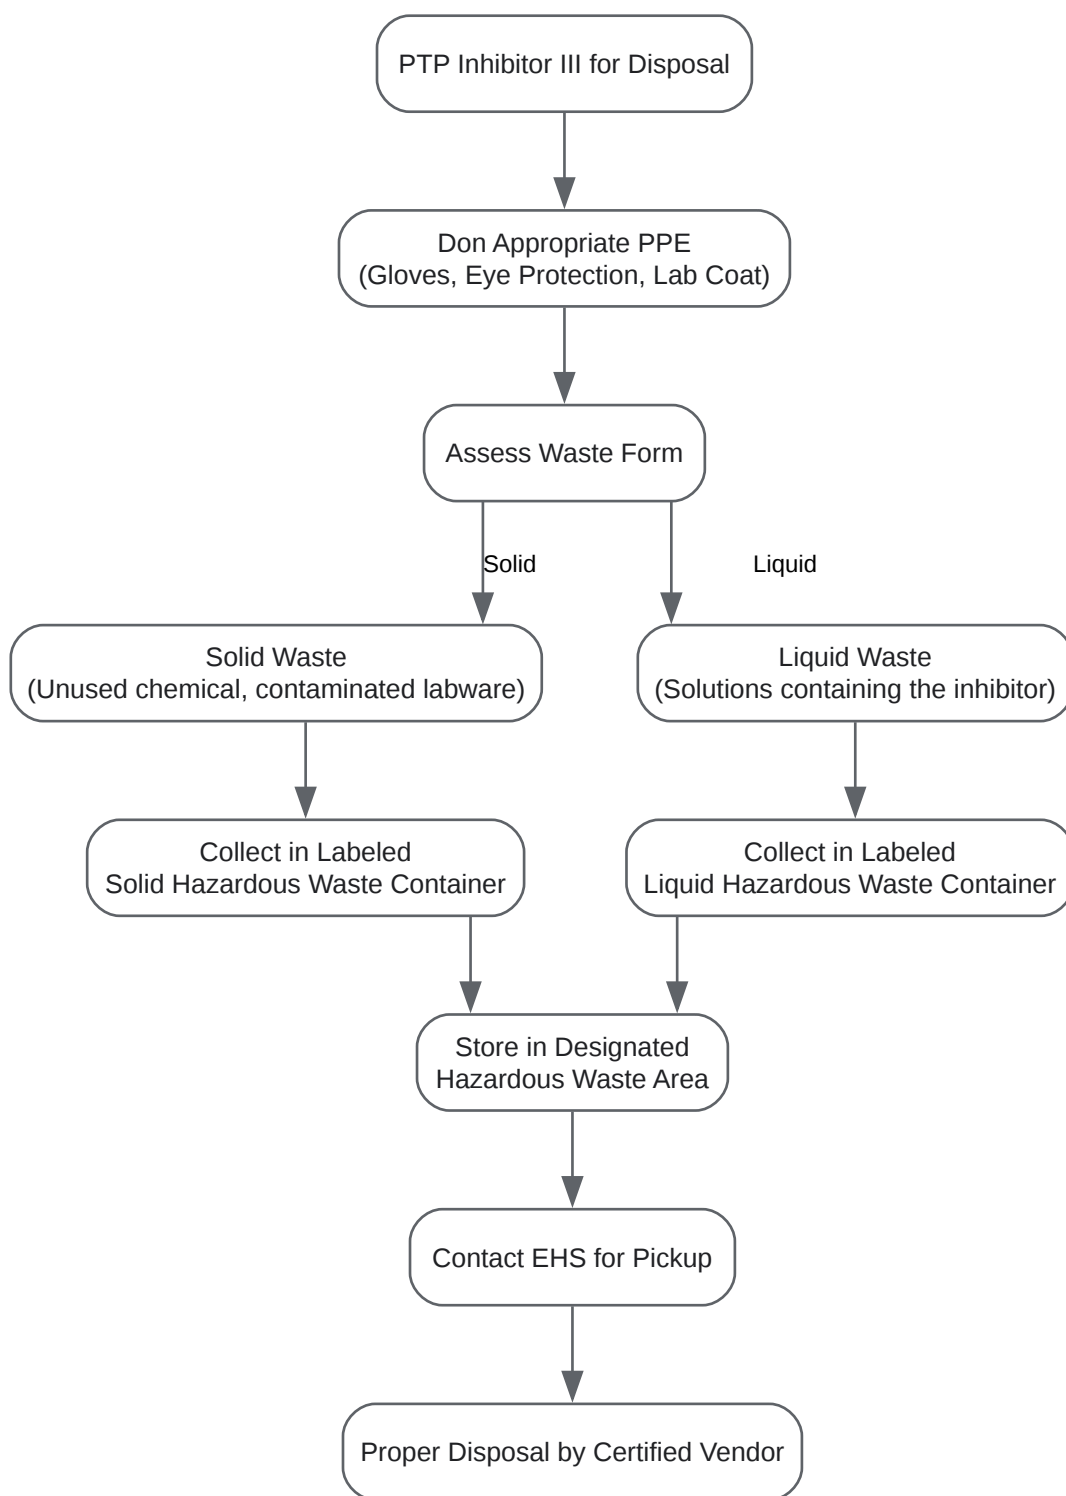 PTP Inhibitor III for Disposal
Don Appropriate PPE
(Gloves, Eye Protection, Lab Coat)
Assess Waste Form
Solid
Liquid
Solid Waste
(Unused chemical, contaminated labware)
Liquid Waste
(Solutions containing the inhibitor)
Collect in Labeled
Solid Hazardous Waste Container
Collect in Labeled
Liquid Hazardous Waste Container
Store in Designated
Hazardous Waste Area
Contact EHS for Pickup
Proper Disposal by Certified Vendor